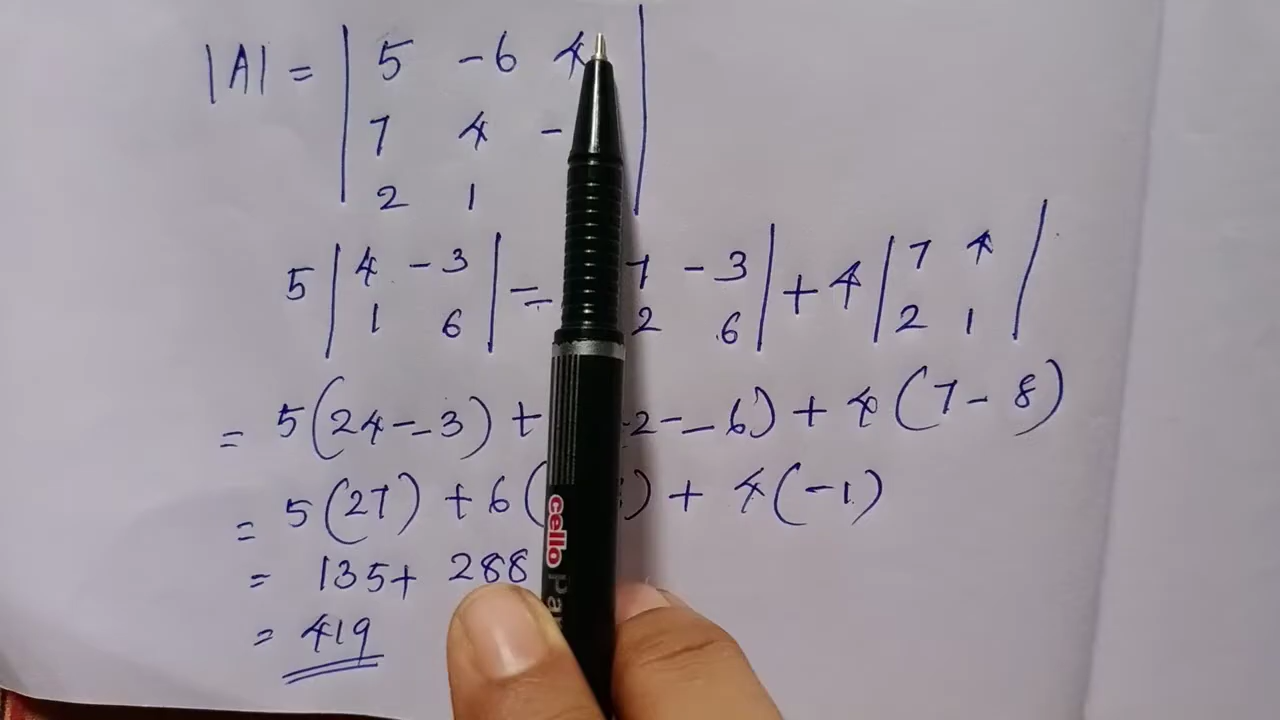 |A| = | 5 -6 4 |
7 4 -
2 1
5 | 4 -3 | = 7 -3 | + 4 | 7 4 |
1 6 2 6 2 1
= 5(24--3) + -2--6) + 4(7-8)
= 5(27) + 6( ) + 4(-1)
= 135+ 288
= 419
cello Pa